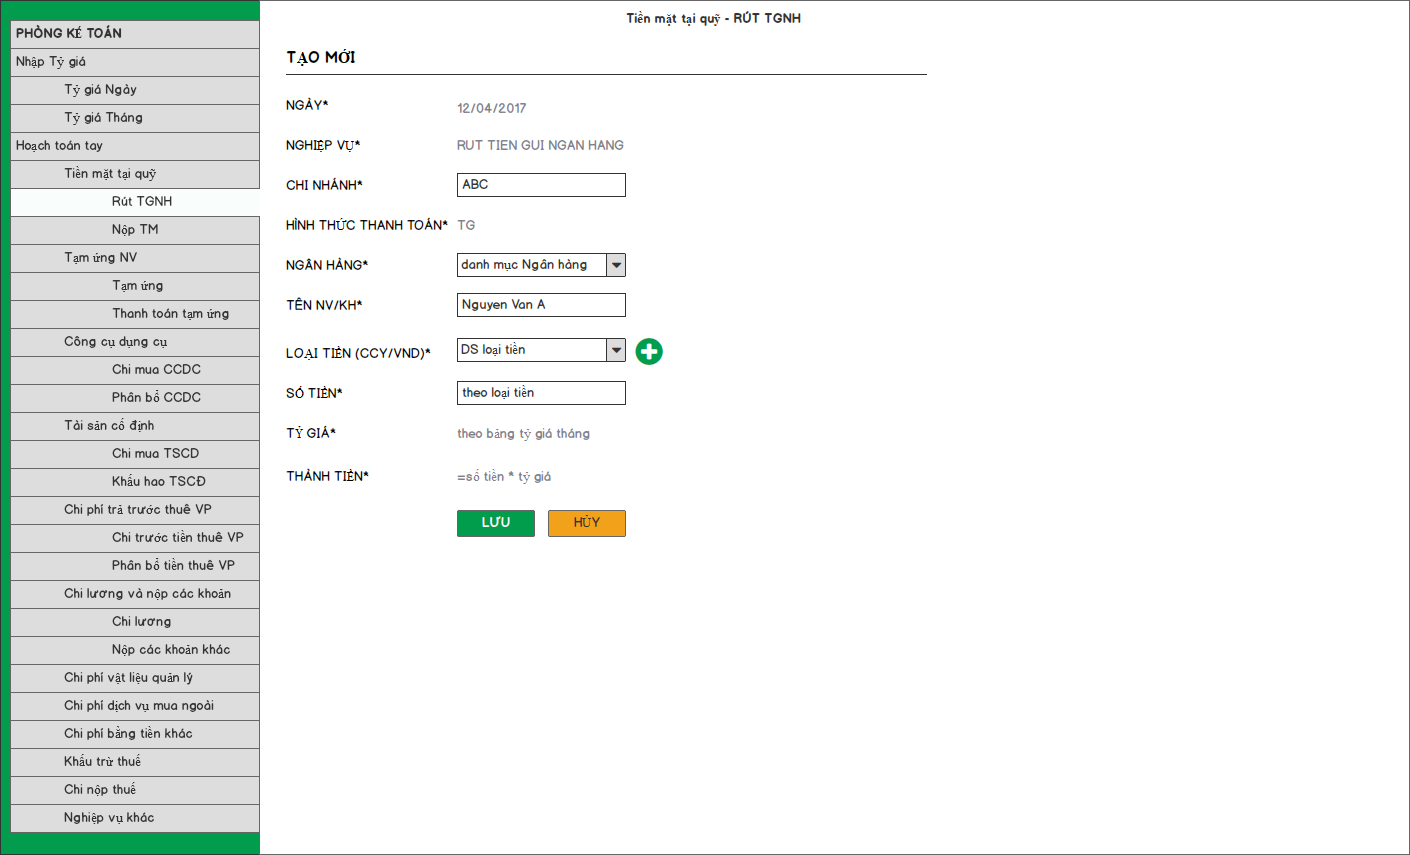 Tiền mặt tại quỹ - RÚT TGNH
PHÒNG KẾ TOÁN
Nhập Tỷ giá
Tỷ giá Ngày
Tỷ giá Tháng
Hoạch toán tay
Tiền mặt tại quỹ
Rút TGNH
Nộp TM
Tạm ứng NV
Tạm ứng
Thanh toán tạm ứng
Công cụ dụng cụ
Chi mua CCDC
Phân bổ CCDC
Tài sản cố định
Chi mua TSCD
Khấu hao TSCĐ
Chi phí trả trước thuê VP
Chi trước tiền thuê VP
Phân bổ tiền thuê VP
Chi lương và nộp các khoản
Chi lương
Nộp các khoản khác
Chi phí vật liệu quản lý
Chi phí dịch vụ mua ngoài
Chi phí bằng tiền khác
Khấu trừ thuế
Chi nộp thuế
Nghiệp vụ khác
TẠO MỚI
NGÀY* 12/04/2017
NGHIỆP VỤ* RUT TIEN GUI NGAN HANG
CHI NHÁNH* ABC
HÌNH THỨC THANH TOÁN* TG
NGÂN HÀNG* danh mục Ngân hàng
TÊN NV/KH* Nguyen Van A
LOẠI TIỀN (CCY/VND)* DS loại tiền
SỐ TIỀN* theo loại tiền
TỶ GIÁ* theo bảng tỷ giá tháng
THÀNH TIỀN* =số tiền * tỷ giá
LƯU HỦY